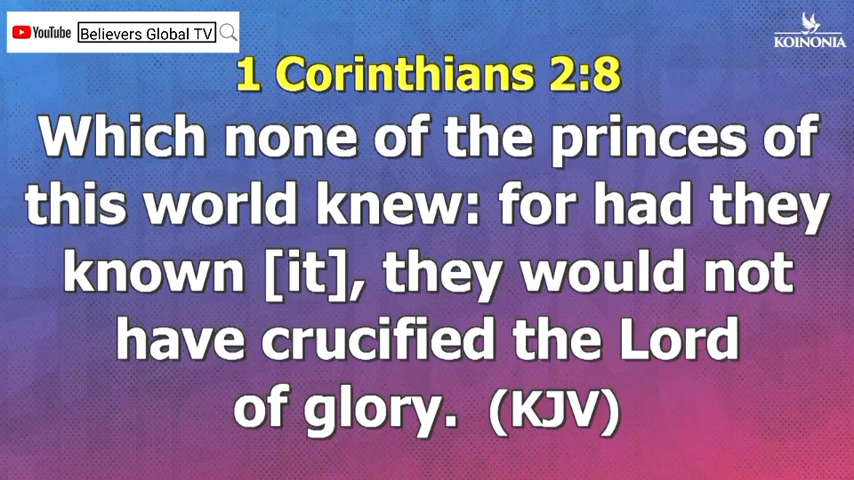 YouTube Believers Global TV
KOINONIA
1 Corinthians 2:8
Which none of the princes of
this world knew: for had they
known [it], they would not
have crucified the Lord
of glory. (KJV)